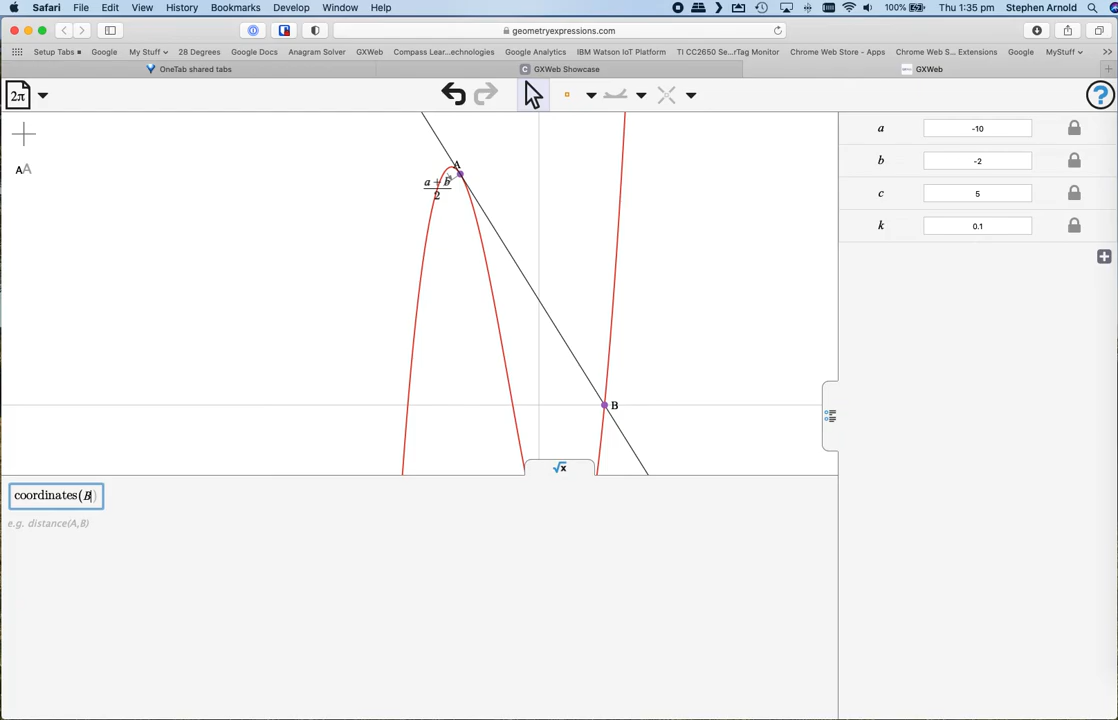 Safari File Edit View History Bookmarks Develop Window Help 100% Thu 1:35 pm Stephen Arnold
geometryexpressions.com
Setup Tabs Google My Stuff 28 Degrees Google Docs Anagram Solver GXWeb Compass Lear...echnologies Google Analytics IBM Watson IoT Platform TI CC2650 Se...rTag Monitor Chrome Web Store - Apps Chrome Web S... Extensions Google MyStuff >>
OneTab shared tabs GXWeb Showcase GXWeb
2π ?
AA
a -10
b -2
c 5
k 0.1
A
a + b
2
B
√x
coordinates(B)
e.g. distance(A,B)